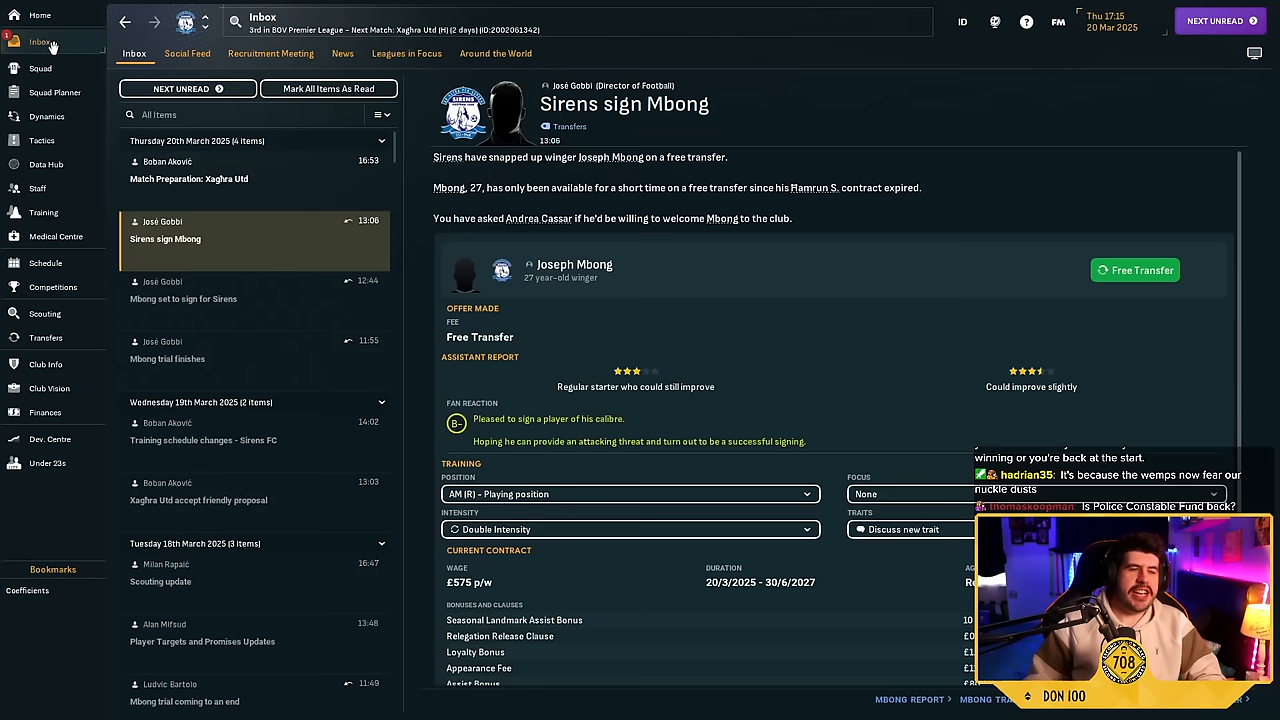 Home
1
Inbox
Squad
Squad Planner
Dynamics
Tactics
Data Hub
Staff
Training
Medical Centre
Schedule
Competitions
Scouting
Transfers
Club Info
Club Vision
Finances
Dev. Centre
Under 23s
Bookmarks
Coefficients
Inbox
3rd in BOV Premier League - Next Match: Xaghra Utd (H) (2 days) (ID:2002061342)
ID
?
FM
Thu 17:15
20 Mar 2025
NEXT UNREAD
Inbox
Social Feed
Recruitment Meeting
News
Leagues in Focus
Around the World
NEXT UNREAD
Mark All Items As Read
All Items
Thursday 20th March 2025 (4 items)
Boban Aković
16:53
Match Preparation: Xaghra Utd
José Gobbi
13:06
Sirens sign Mbong
José Gobbi
12:44
Mbong set to sign for Sirens
José Gobbi
11:55
Mbong trial finishes
Wednesday 19th March 2025 (2 items)
Boban Aković
14:02
Training schedule changes - Sirens FC
Boban Aković
13:03
Xaghra Utd accept friendly proposal
Tuesday 18th March 2025 (3 items)
Milan Rapaić
16:47
Scouting update
Alan Mifsud
13:48
Player Targets and Promises Updates
Ludvic Bartolo
11:49
Mbong trial coming to an end
SIRENS
José Gobbi (Director of Football)
Sirens sign Mbong
Transfers
13:06
Sirens have snapped up winger Joseph Mbong on a free transfer.
Mbong, 27, has only been available for a short time on a free transfer since his Hamrun S. contract expired.
You have asked Andrea Cassar if he'd be willing to welcome Mbong to the club.
Joseph Mbong
27 year-old winger
Free Transfer
OFFER MADE
FEE
Free Transfer
ASSISTANT REPORT
Regular starter who could still improve
Could improve slightly
FAN REACTION
B-
Pleased to sign a player of his calibre.
Hoping he can provide an attacking threat and turn out to be a successful signing.
TRAINING
POSITION
AM (R) - Playing position
FOCUS
None
INTENSITY
Double Intensity
TRAITS
Discuss new trait
CURRENT CONTRACT
WAGE
£575 p/w
DURATION
20/3/2025 - 30/6/2027
BONUSES AND CLAUSES
Seasonal Landmark Assist Bonus
10
Relegation Release Clause
Loyalty Bonus
Appearance Fee
Assist Bonus
MBONG REPORT
winning or you're back at the start.
hadrian35: It's because the wemps now fear our
nuckle dusts
thomaskoopman: Is Police Constable Fund back?
708
DON 100